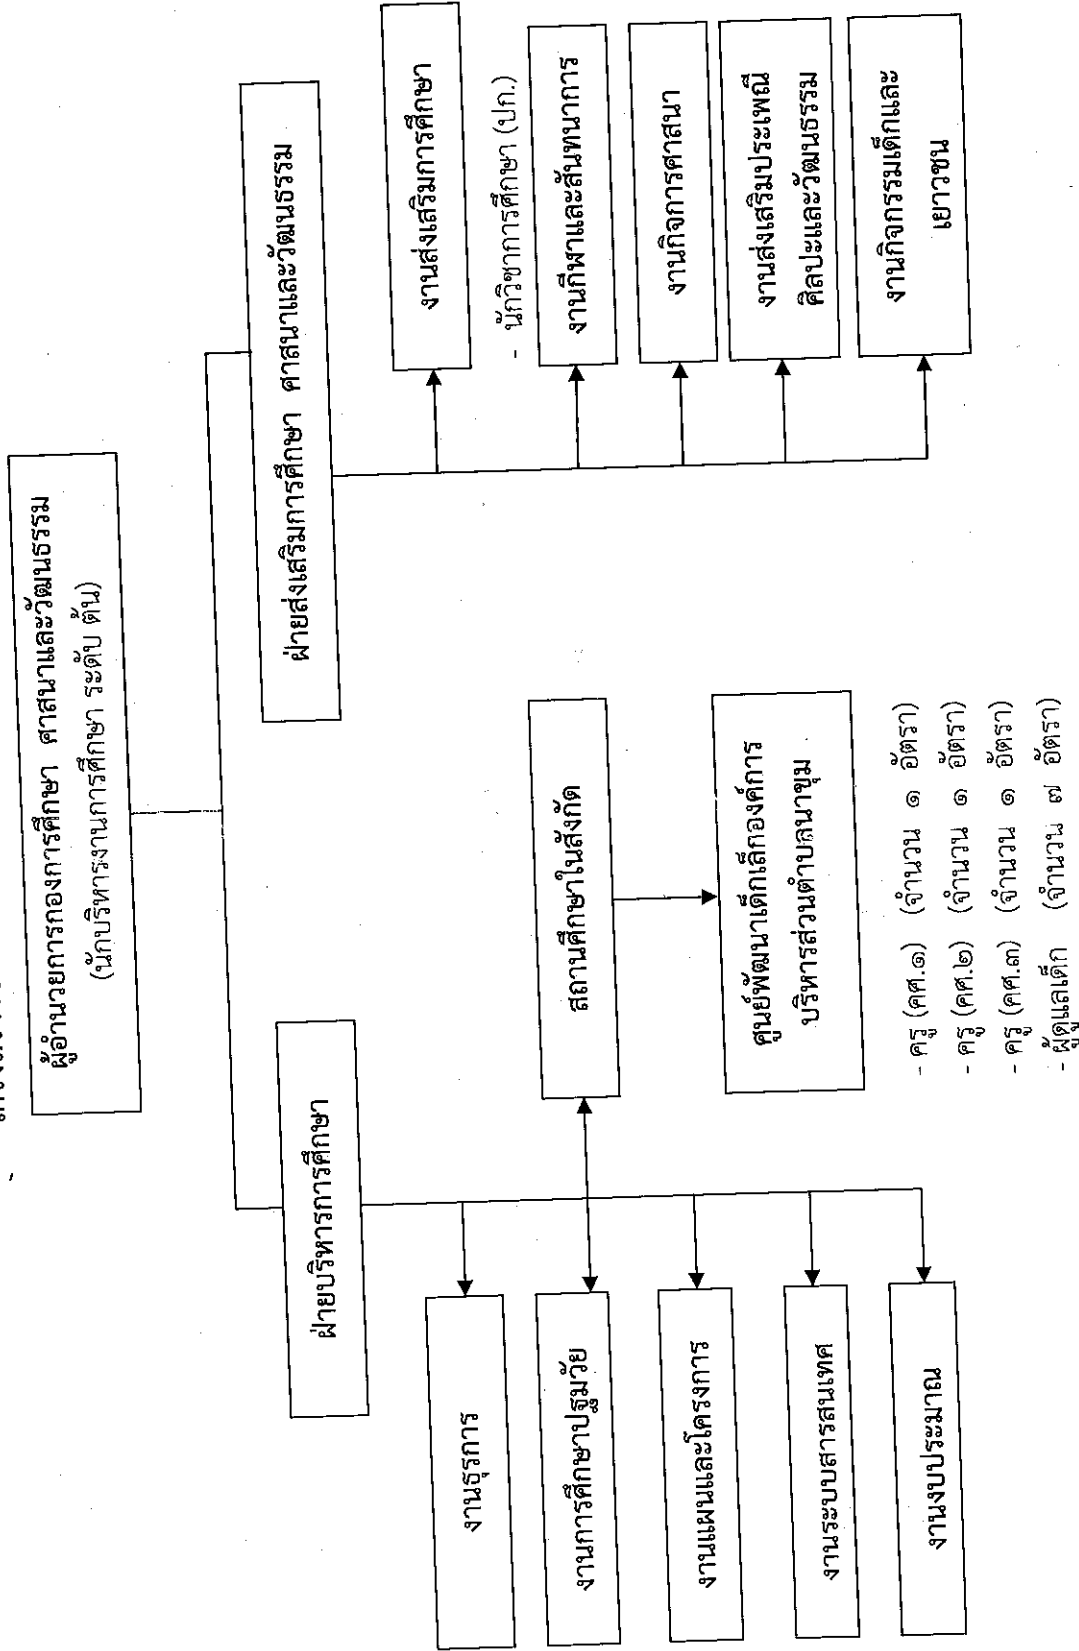 ผู้อำนวยการกองการศึกษา ศาสนาและวัฒนธรรม
(นักบริหารงานการศึกษา ระดับ ต้น)
ฝ่ายบริหารการศึกษา
งานธุรการ
งานการศึกษาปฐมวัย
งานแผนและโครงการ
งานระบบสารสนเทศ
งานงบประมาณ
สถานศึกษาในสังกัด
ศูนย์พัฒนาเด็กเล็กองค์การ
บริหารส่วนตำบลนาขุม
- ครู (คศ.๑) (จำนวน ๑ อัตรา)
- ครู (คศ.๒) (จำนวน ๑ อัตรา)
- ครู (คศ.๓) (จำนวน ๑ อัตรา)
- ผู้ดูแลเด็ก (จำนวน ๗ อัตรา)
ฝ่ายส่งเสริมการศึกษา ศาสนาและวัฒนธรรม
งานส่งเสริมการศึกษา
- นักวิชาการศึกษา (ปก.)
งานกีฬาและสันทนาการ
งานกิจการศาสนา
งานส่งเสริมประเพณี
ศิลปะและวัฒนธรรม
งานกิจกรรมเด็กและ
เยาวชน